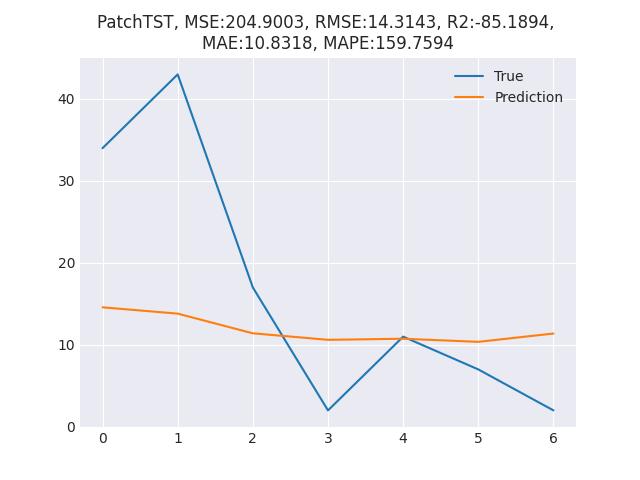 PatchTST, MSE:204.9003, RMSE:14.3143, R2:-85.1894,
MAE:10.8318, MAPE:159.7594
True
Prediction
40
30
20
10
0
0 1 2 3 4 5 6